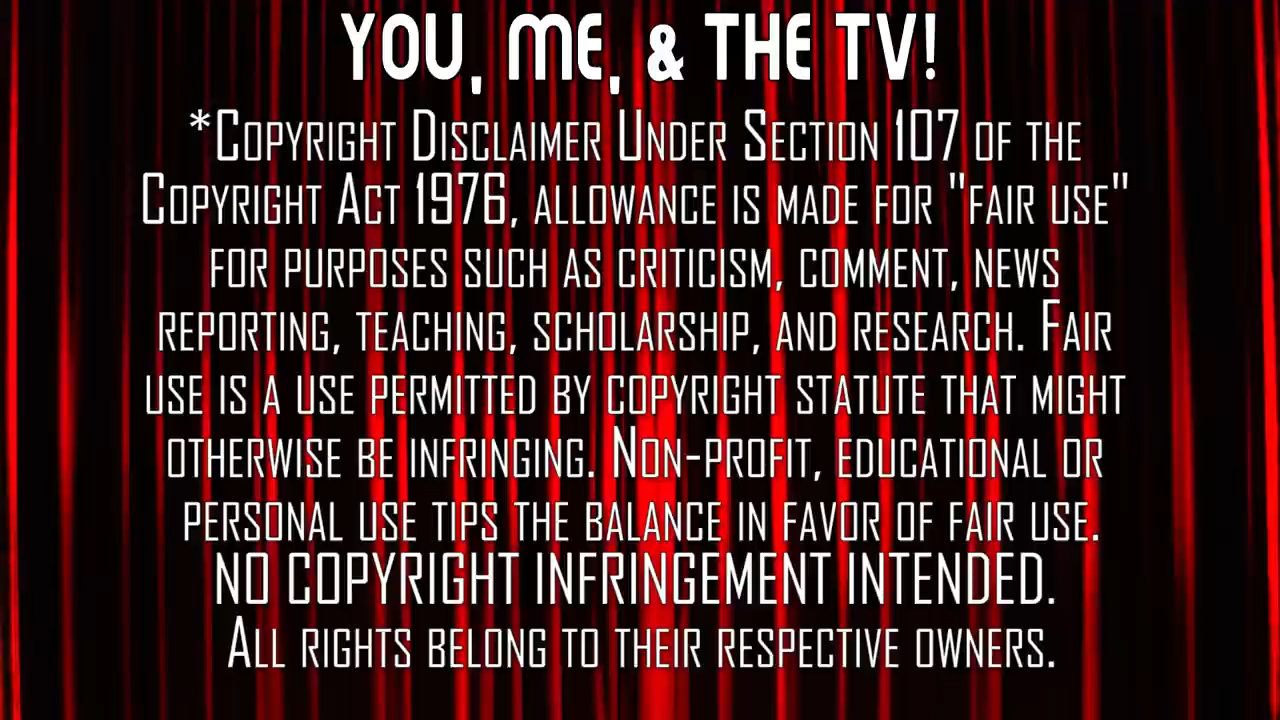 YOU, ME, & THE TV!
*Copyright Disclaimer Under Section 107 of the
Copyright Act 1976, allowance is made for "fair use"
for purposes such as criticism, comment, news
reporting, teaching, scholarship, and research. Fair
use is a use permitted by copyright statute that might
otherwise be infringing. Non-profit, educational or
personal use tips the balance in favor of fair use.
NO COPYRIGHT INFRINGEMENT INTENDED.
All rights belong to their respective owners.